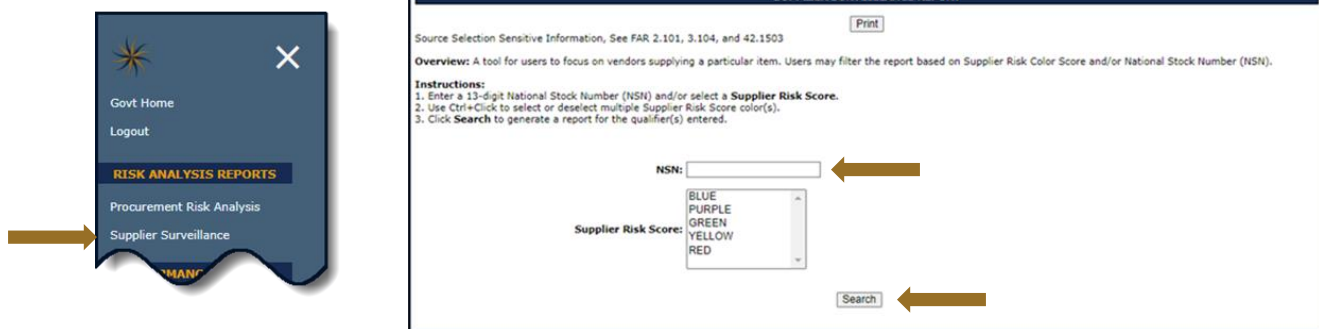 Govt Home
Logout
RISK ANALYSIS REPORTS
Procurement Risk Analysis
Supplier Surveillance
Print
Source Selection Sensitive Information, See FAR 2.101, 3.104, and 42.1503
Overview: A tool for users to focus on vendors supplying a particular item. Users may filter the report based on Supplier Risk Color Score and/or National Stock Number (NSN).
Instructions:
1. Enter a 13-digit National Stock Number (NSN) and/or select a Supplier Risk Score.
2. Use Ctrl+Click to select or deselect multiple Supplier Risk Score color(s).
3. Click Search to generate a report for the qualifier(s) entered.
NSN:
Supplier Risk Score:
BLUE
PURPLE
GREEN
YELLOW
RED
Search